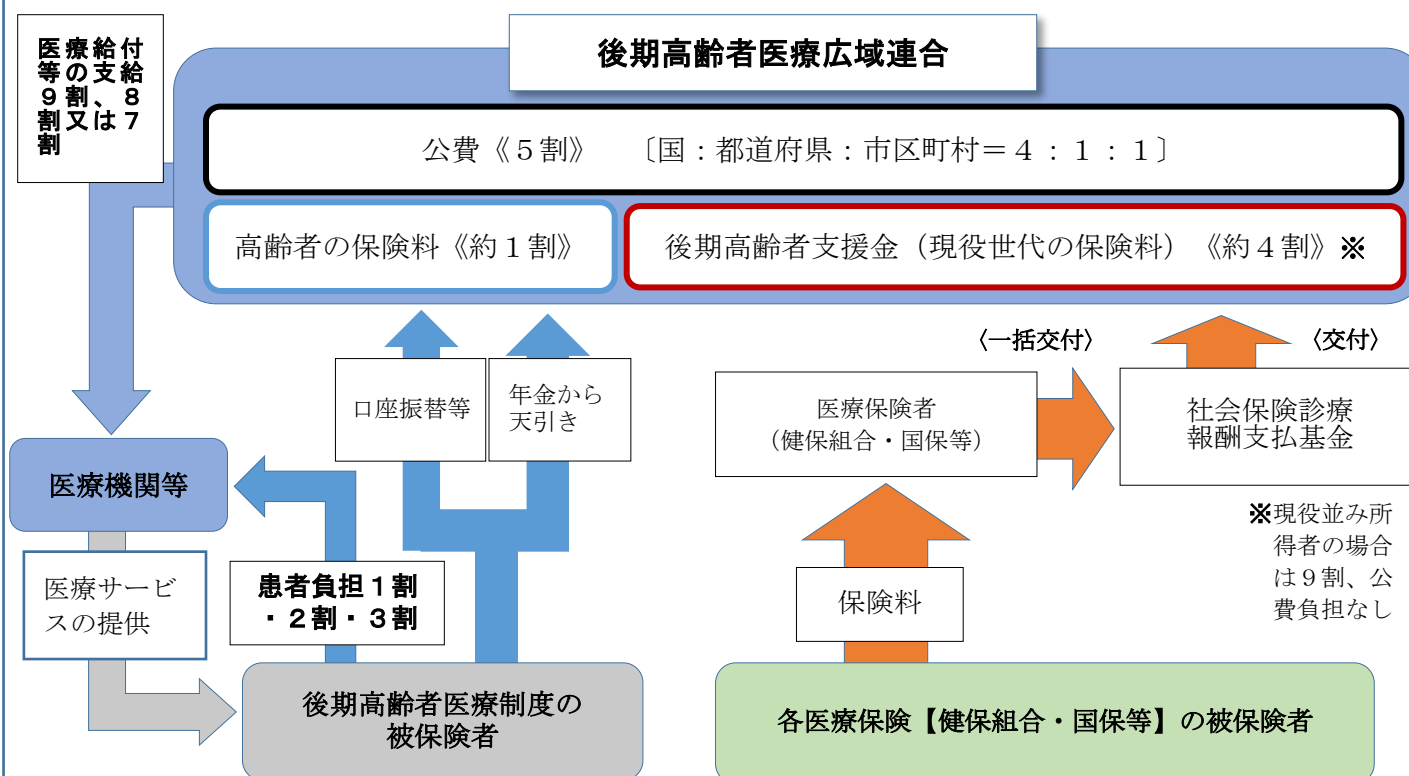 医療給付
等の支給
９割、８
割又は７
割
後期高齢者医療広域連合
公費《５割》　〔国：都道府県：市区町村＝４：１：１〕
高齢者の保険料《約１割》
後期高齢者支援金（現役世代の保険料）《約４割》※
〈一括交付〉
〈交付〉
口座振替等
年金から
天引き
医療保険者
（健保組合・国保等）
社会保険診療
報酬支払基金
医療機関等
※現役並み所
得者の場合
は９割、公
費負担なし
医療サービ
スの提供
患者負担１割
・２割・３割
保険料
後期高齢者医療制度の
被保険者
各医療保険【健保組合・国保等】の被保険者